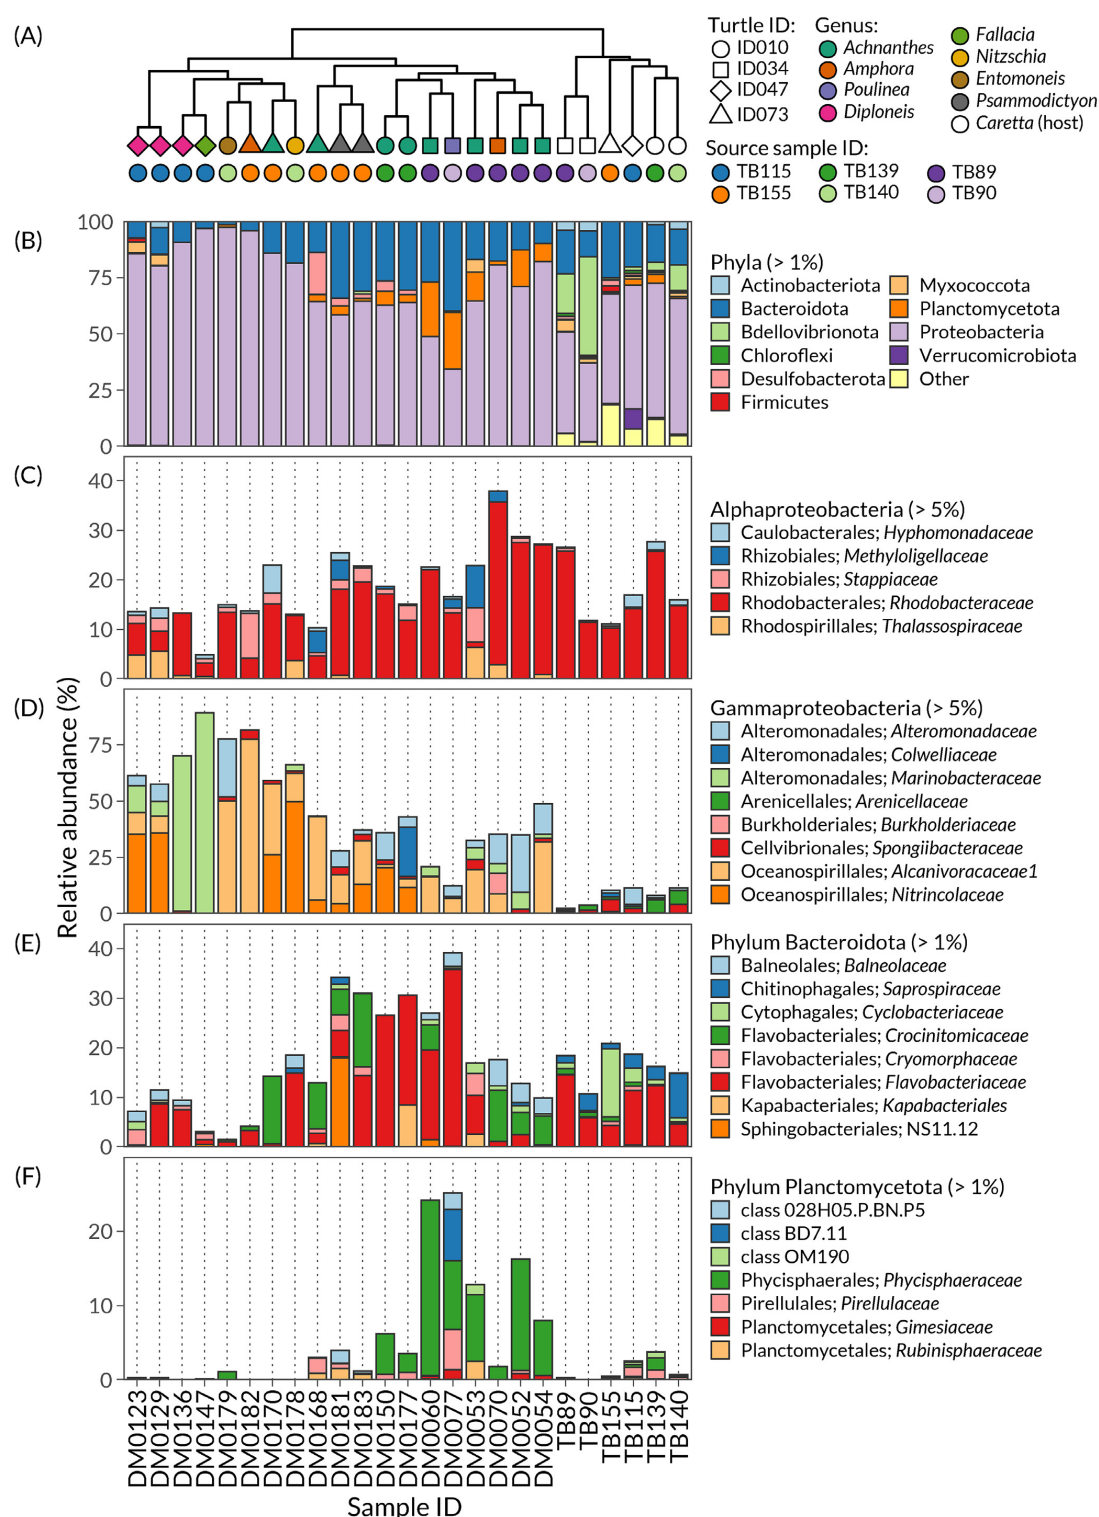 (A)
Turtle ID:
ID010
ID034
ID047
ID073
Genus:
Achnanthes
Amphora
Poulinea
Diploneis
Fallacia
Nitzschia
Entomoneis
Psammodictyon
Caretta (host)
Source sample ID:
TB115
TB155
TB139
TB140
TB89
TB90
(B)
100
75
50
25
0
Phyla (> 1%)
Actinobacteriota
Bacteroidota
Bdellovibrionota
Chloroflexi
Desulfobacterota
Firmicutes
Myxococcota
Planctomycetota
Proteobacteria
Verrucomicrobiota
Other
Relative abundance (%)
(C)
40
30
20
10
0
Alphaproteobacteria (> 5%)
Caulobacterales; Hyphomonadaceae
Rhizobiales; Methyloligellaceae
Rhizobiales; Stappiaceae
Rhodobacterales; Rhodobacteraceae
Rhodospirillales; Thalassospiraceae
(D)
75
50
25
0
Gammaproteobacteria (> 5%)
Alteromonadales; Alteromonadaceae
Alteromonadales; Colwelliaceae
Alteromonadales; Marinobacteraceae
Arenicellales; Arenicellaceae
Burkholderiales; Burkholderiaceae
Cellvibrionales; Spongiibacteraceae
Oceanospirillales; Alcanivoracaceae1
Oceanospirillales; Nitrincolaceae
(E)
40
30
20
10
0
Phylum Bacteroidota (> 1%)
Balneolales; Balneolaceae
Chitinophagales; Saprospiraceae
Cytophagales; Cyclobacteriaceae
Flavobacteriales; Crocinitomicaceae
Flavobacteriales; Cryomorphaceae
Flavobacteriales; Flavobacteriaceae
Kapabacteriales; Kapabacteriales
Sphingobacteriales; NS11.12
(F)
20
10
0
Phylum Planctomycetota (> 1%)
class 028H05.P.BN.P5
class BD7.11
class OM190
Phycisphaerales; Phycisphaeraceae
Pirellulales; Pirellulaceae
Planctomycetales; Gimesiaceae
Planctomycetales; Rubinisphaeraceae
DM0123
DM0129
DM0136
DM0147
DM0179
DM0182
DM0170
DM0178
DM0168
DM0181
DM0183
DM0150
DM0177
DM0060
DM0077
DM0053
DM0070
DM0052
DM0054
TB89
TB90
TB155
TB115
TB139
TB140
Sample ID